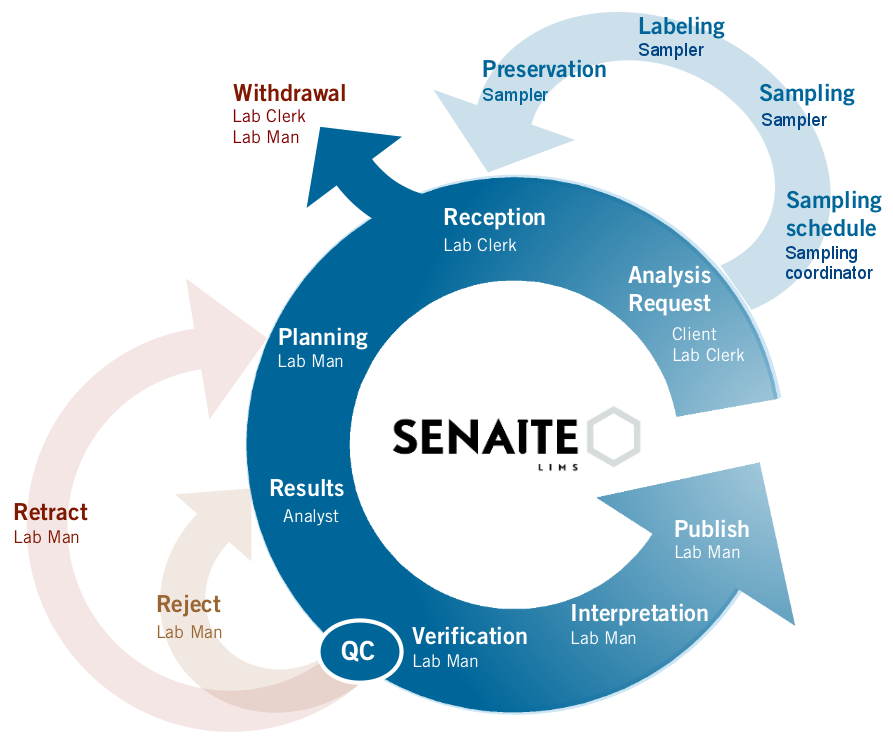 Labeling
Sampler
Preservation
Sampler
Sampling
Sampler
Withdrawal
Lab Clerk
Lab Man
Sampling
schedule
Sampling
coordinator
Reception
Lab Clerk
Analysis
Request
Client
Lab Clerk
Planning
Lab Man
SENAITE
LIMS
Results
Analyst
Retract
Lab Man
Publish
Lab Man
Reject
Lab Man
Interpretation
Lab Man
QC
Verification
Lab Man